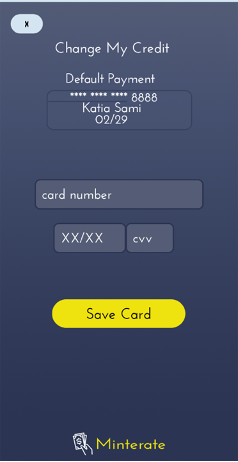 x
Change My Credit
Default Payment
**** **** **** 8888
Katia Sami
02/29
card number
XX/XX cvv
Save Card
Minterate